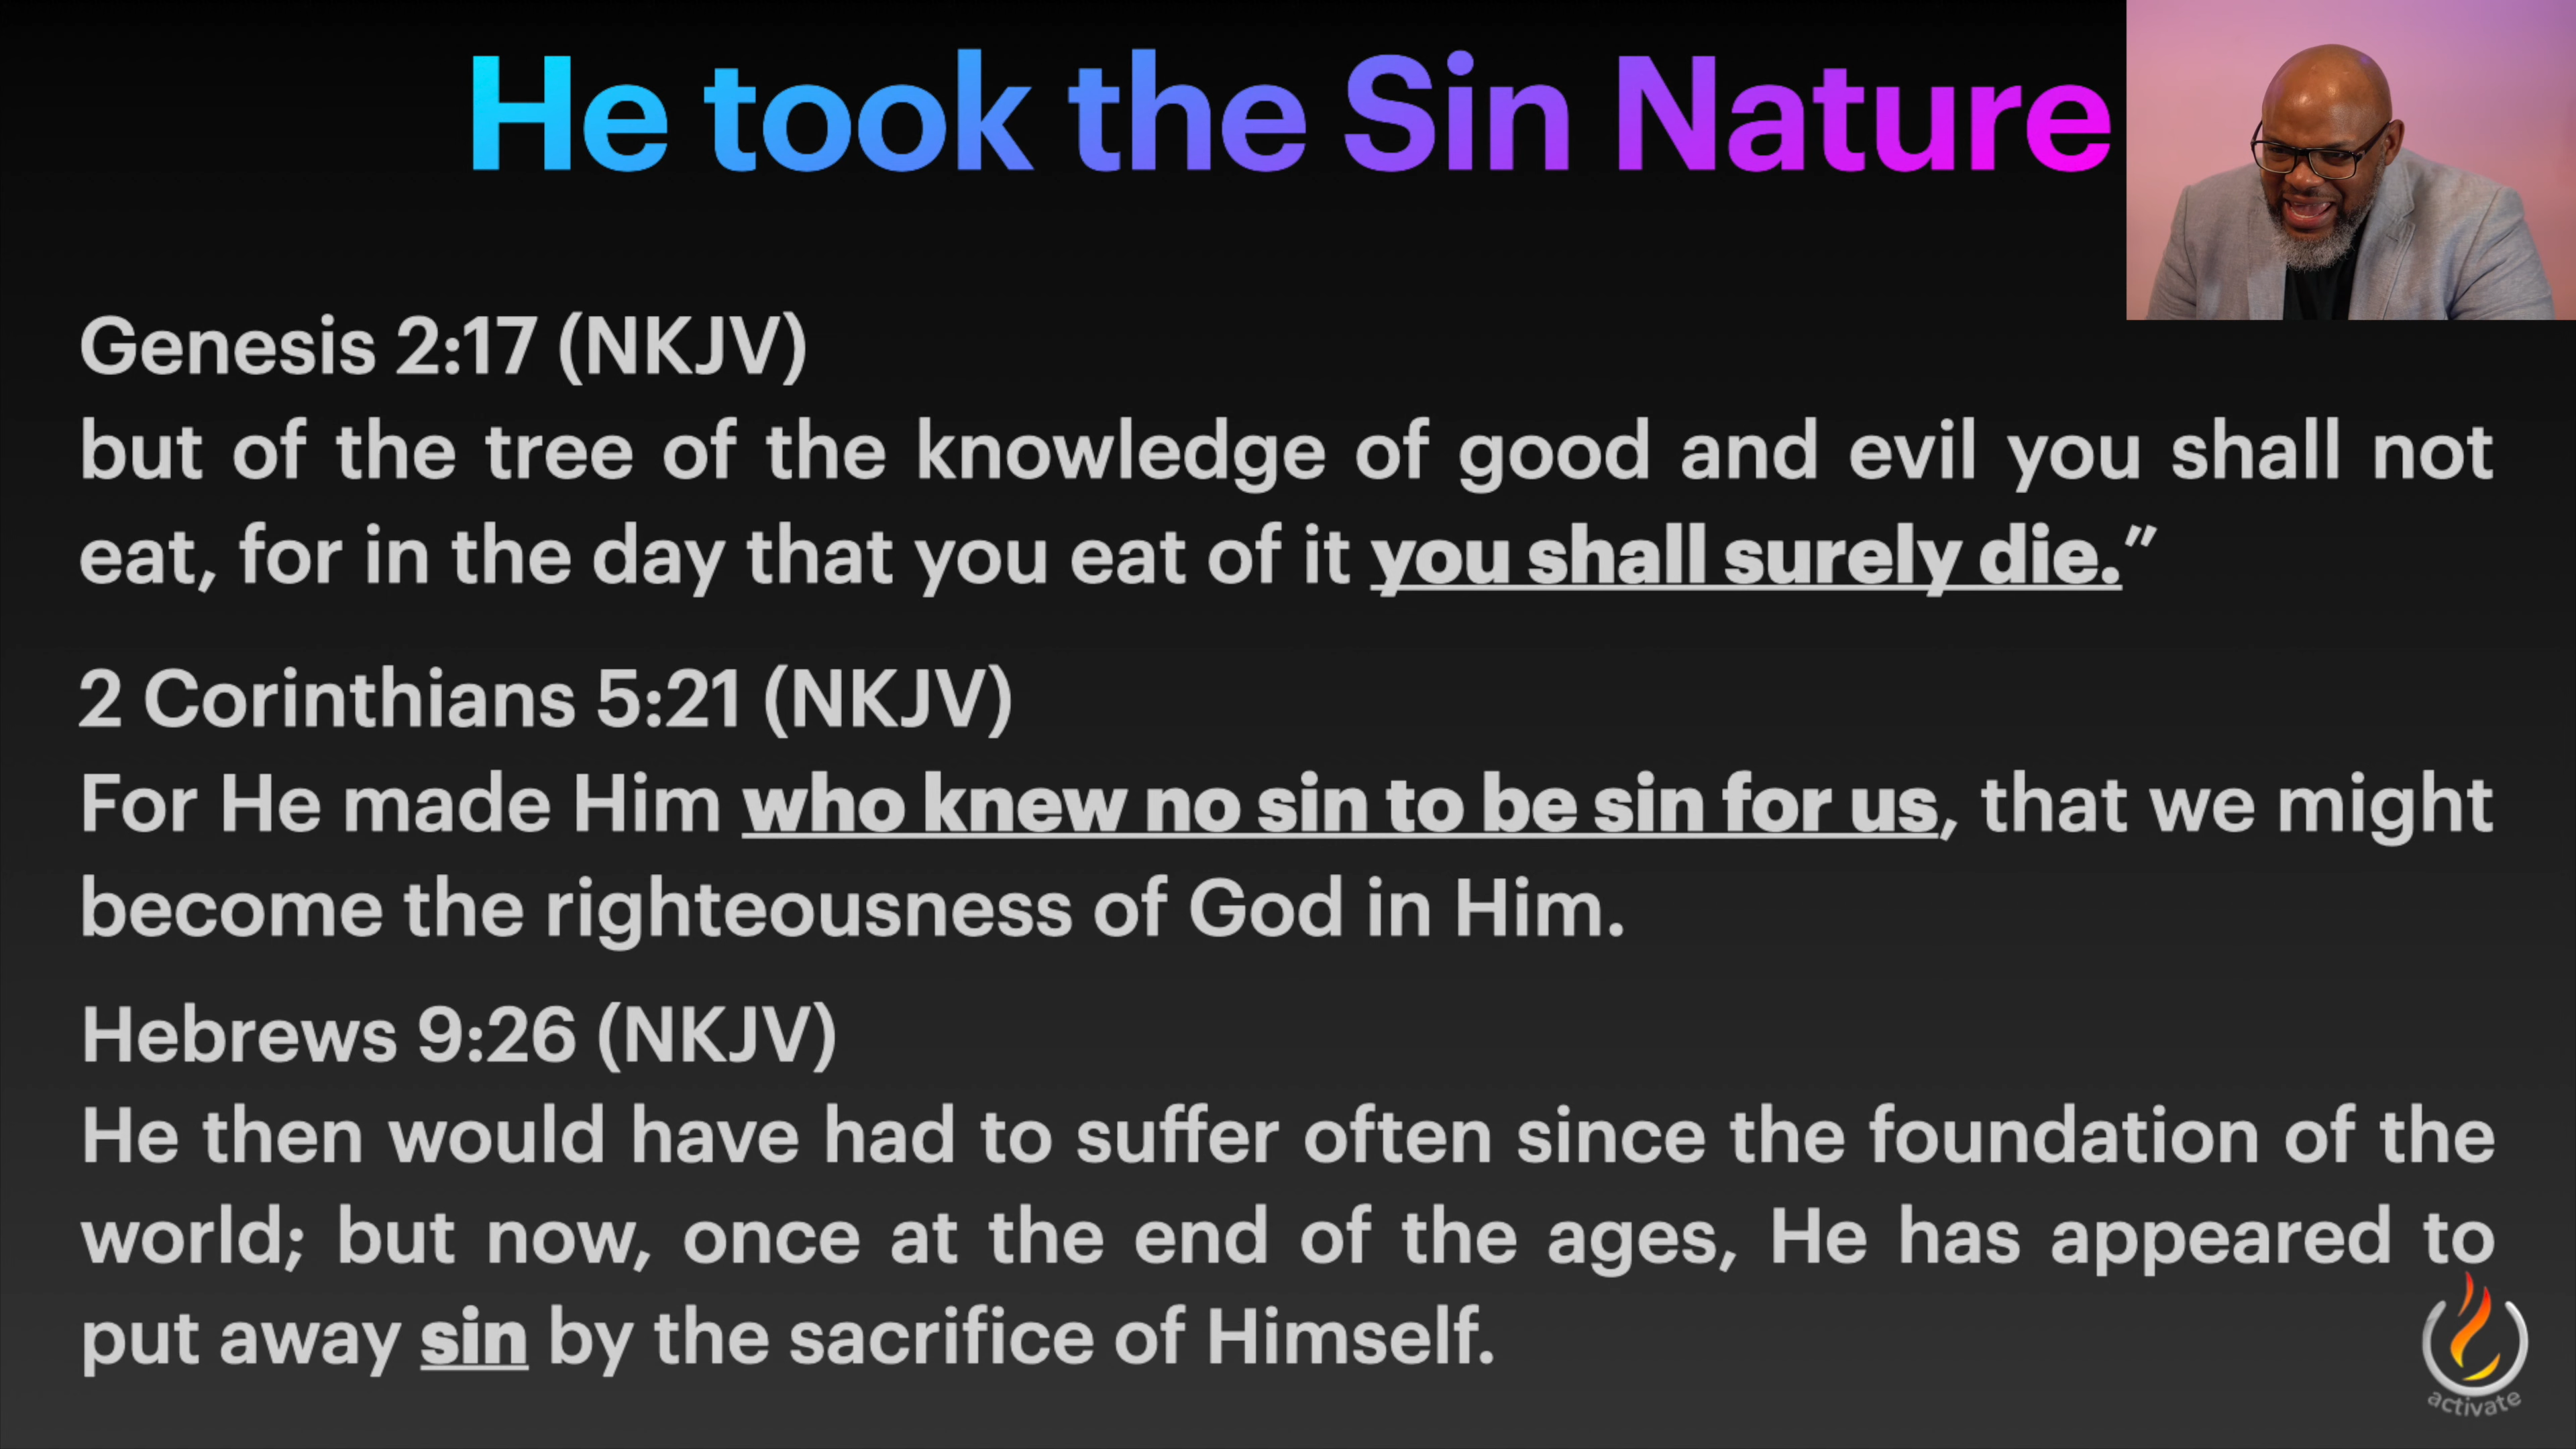 He took the Sin Nature
Genesis 2:17 (NKJV)
but of the tree of the knowledge of good and evil you shall not
eat, for in the day that you eat of it you shall surely die.”
2 Corinthians 5:21 (NKJV)
For He made Him who knew no sin to be sin for us, that we might
become the righteousness of God in Him.
Hebrews 9:26 (NKJV)
He then would have had to suffer often since the foundation of the
world; but now, once at the end of the ages, He has appeared to
put away sin by the sacrifice of Himself.
activate